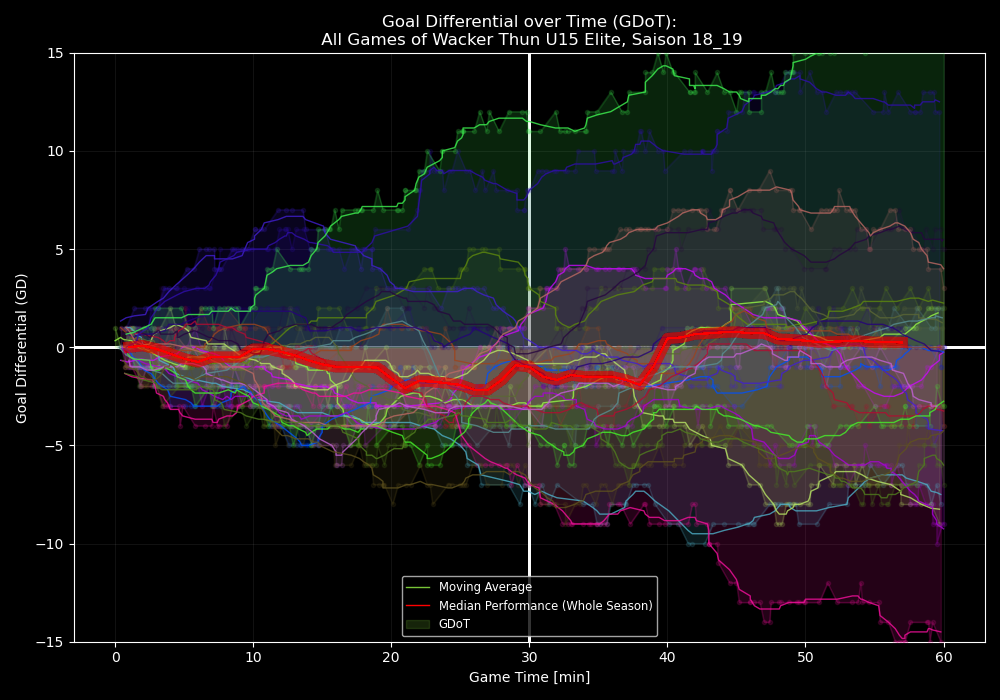 Goal Differential over Time (GDoT):
All Games of Wacker Thun U15 Elite, Saison 18_19
Goal Differential (GD)
15
10
5
0
−5
−10
−15
Moving Average
Median Performance (Whole Season)
GDoT
0 10 20 30 40 50 60
Game Time [min]